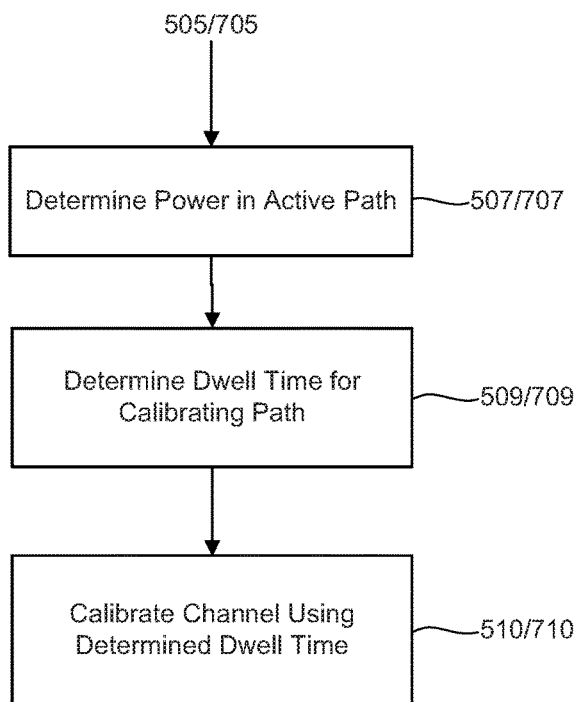 505/705
Determine Power in Active Path
507/707
Determine Dwell Time for
Calibrating Path
509/709
Calibrate Channel Using
Determined Dwell Time
510/710